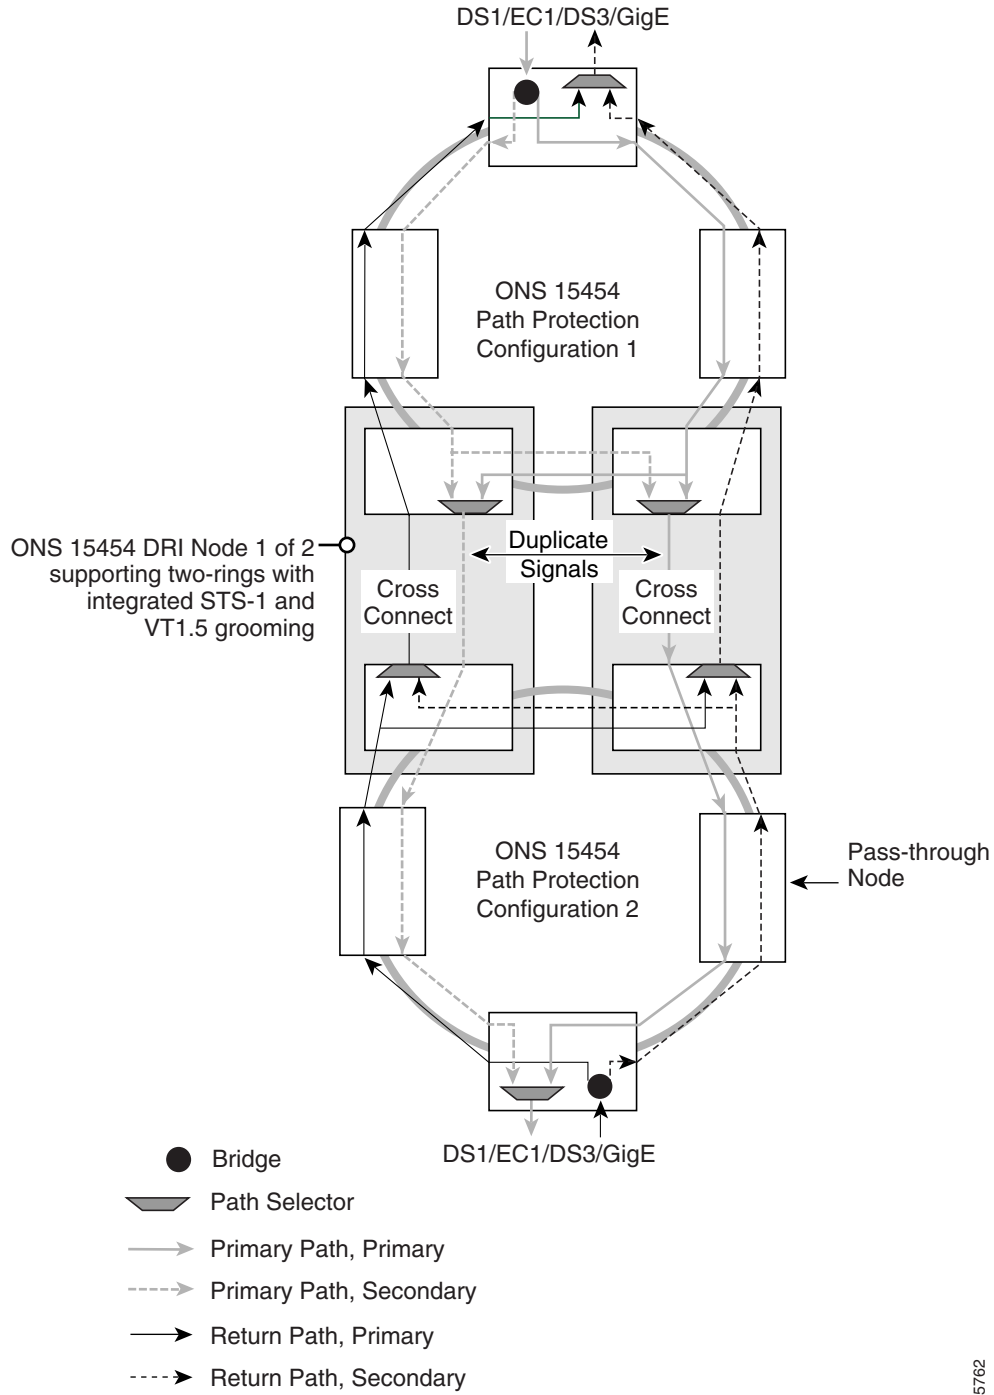 DS1/EC1/DS3/GigE
ONS 15454
Path Protection
Configuration 1
ONS 15454 DRI Node 1 of 2
supporting two-rings with
integrated STS-1 and
VT1.5 grooming
Duplicate
Signals
Cross
Connect
Cross
Connect
ONS 15454
Path Protection
Configuration 2
Pass-through
Node
DS1/EC1/DS3/GigE
Bridge
Path Selector
Primary Path, Primary
Primary Path, Secondary
Return Path, Primary
Return Path, Secondary
5762